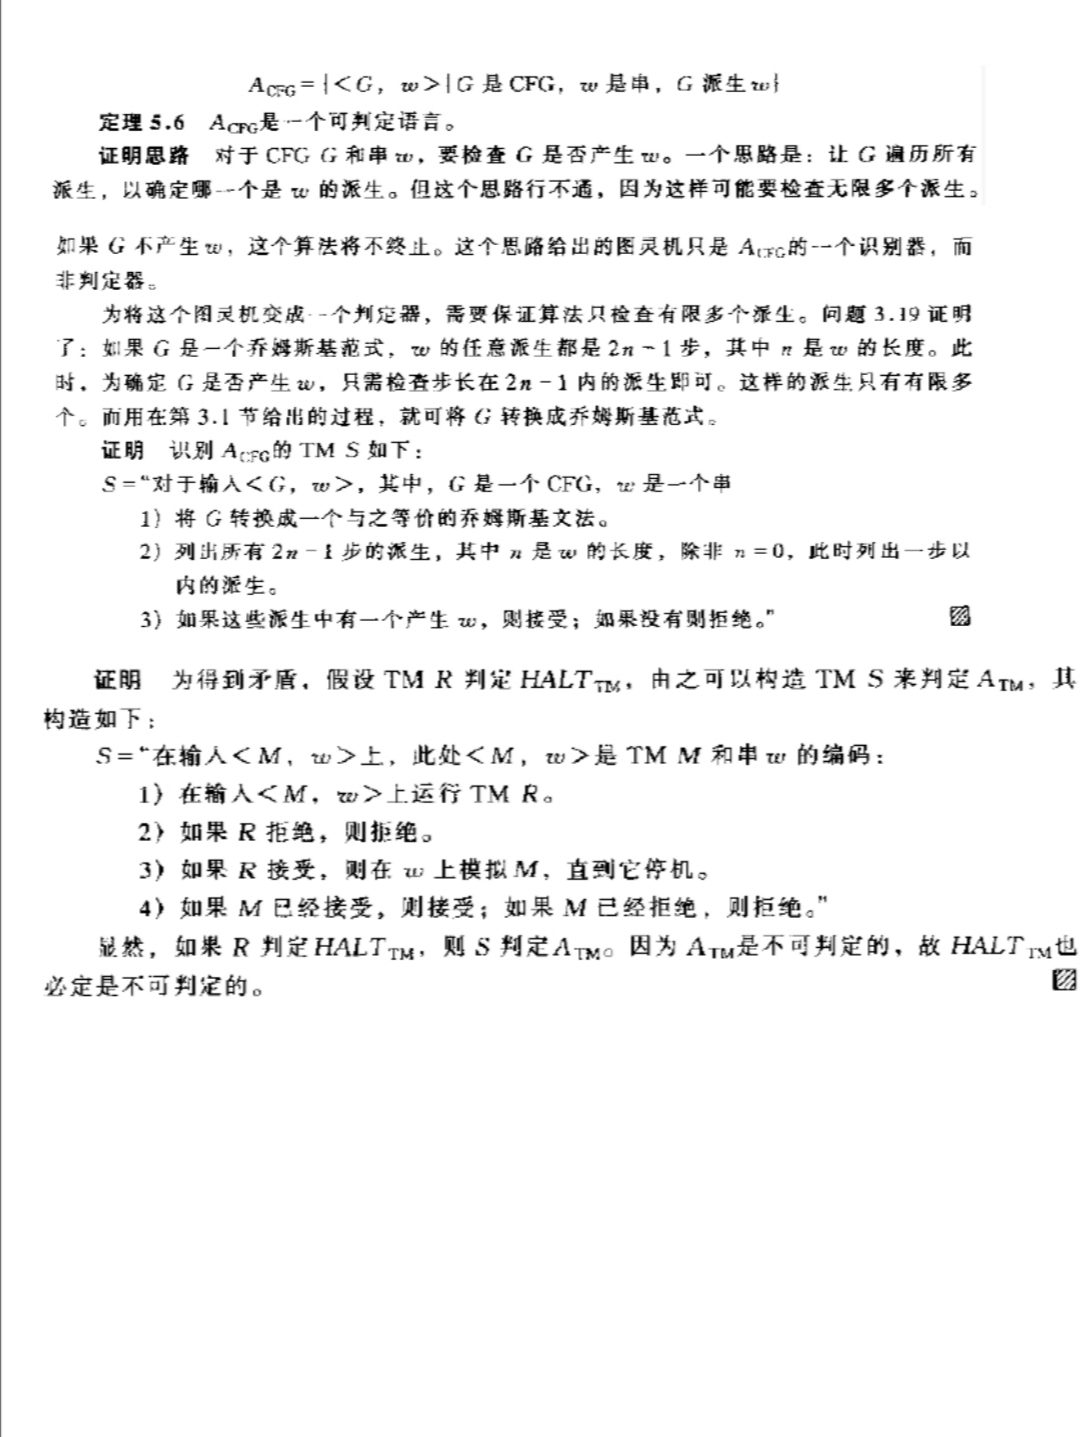 A_CFG = {<G, w>|G 是 CFG, w 是串, G 派生 w}
定理 5.6 A_CFG是一个可判定语言。
证明思路 对于 CFG G 和串 w, 要检查 G 是否产生 w。一个思路是: 让 G 遍历所有
派生, 以确定哪一个是 w 的派生。但这个思路行不通, 因为这样可能要检查无限多个派生。
如果 G 不产生 w, 这个算法将不终止。这个思路给出的图灵机只是 A_CFG的一个识别器, 而
非判定器。
为将这个图灵机变成一个判定器, 需要保证算法只检查有限多个派生。问题 3.19 证明
了: 如果 G 是一个乔姆斯基范式, w 的任意派生都是 2n-1 步, 其中 n 是 w 的长度。此
时, 为确定 G 是否产生 w, 只需检查步长在 2n-1 内的派生即可。这样的派生只有有限多
个。而用在第 3.1 节给出的过程, 就可将 G 转换成乔姆斯基范式。
证明 识别 A_CFG的 TM S 如下:
S="对于输入<G, w>, 其中, G 是一个 CFG, w 是一个串
1) 将 G 转换成一个与之等价的乔姆斯基文法。
2) 列出所有 2n-1 步的派生, 其中 n 是 w 的长度, 除非 n=0, 此时列出一步以
内的派生。
3) 如果这些派生中有一个产生 w, 则接受; 如果没有则拒绝。"
证明 为得到矛盾, 假设 TM R 判定 HALT_TM, 由之可以构造 TM S 来判定 A_TM, 其
构造如下:
S="在输入<M, w>上, 此处<M, w>是 TM M 和串 w 的编码:
1) 在输入<M, w>上运行 TM R。
2) 如果 R 拒绝, 则拒绝。
3) 如果 R 接受, 则在 w 上模拟 M, 直到它停机。
4) 如果 M 已经接受, 则接受; 如果 M 已经拒绝, 则拒绝。"
显然, 如果 R 判定 HALT_TM, 则 S 判定 A_TM。因为 A_TM是不可判定的, 故 HALT_TM也
必定是不可判定的。